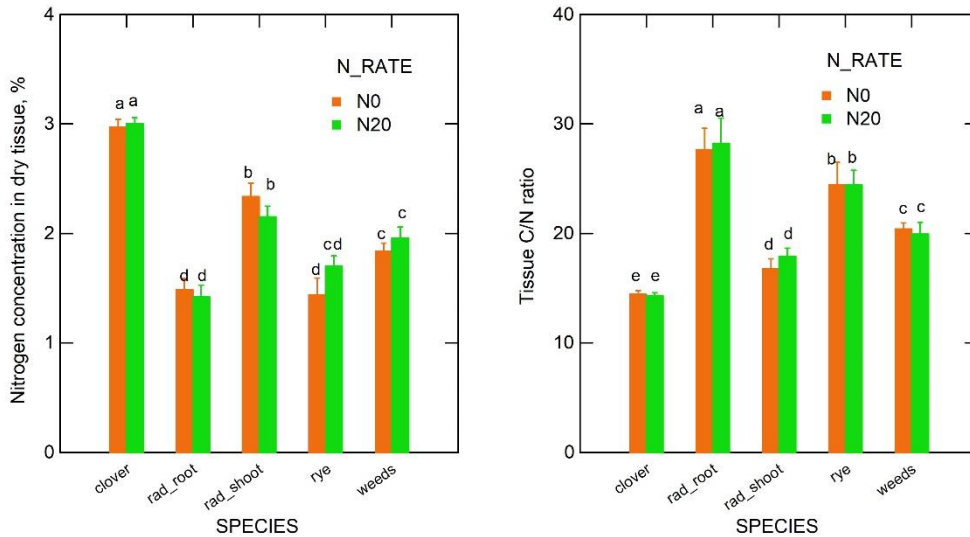 4
3
2
1
0
Nitrogen concentration in dry tissue, %
N_RATE
N0
N20
a a
b b
d d
d cd
c c
clover
rad_root
rad_shoot
rye
weeds
SPECIES
40
30
20
10
0
Tissue C/N ratio
N_RATE
N0
N20
e e
a a
d d
b b
c c
clover
rad_root
rad_shoot
rye
weeds
SPECIES